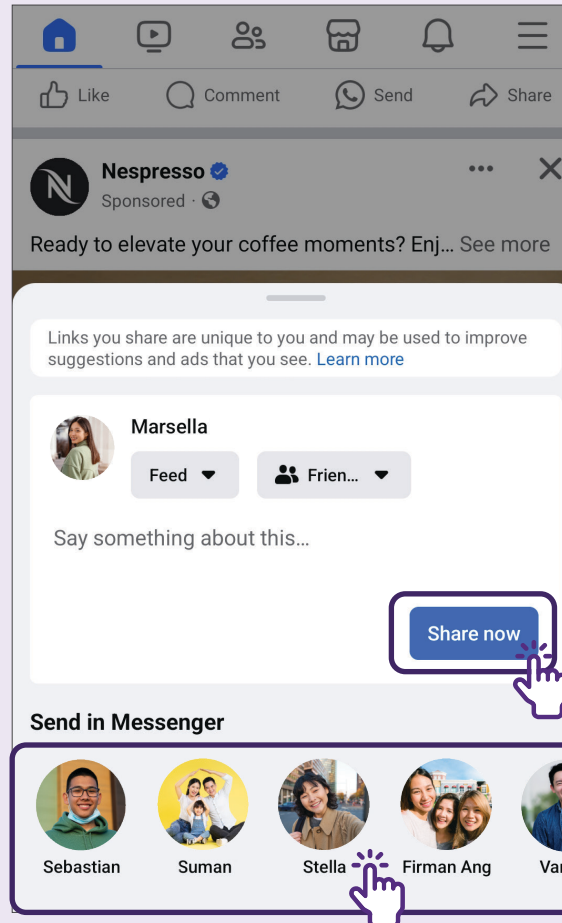 Like Comment Send Share
Nespresso
Sponsored ·
Ready to elevate your coffee moments? Enj... See more
Links you share are unique to you and may be used to improve
suggestions and ads that you see. Learn more
Marsella
Feed Frien...
Say something about this...
Share now
Send in Messenger
Sebastian Suman Stella Firman Ang